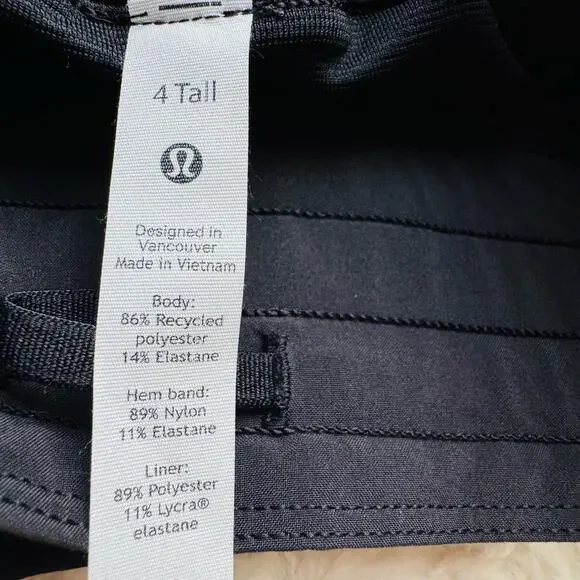 4 Tall
Designed in
Vancouver
Made in Vietnam
Body:
86% Recycled
polyester
14% Elastane
Hem band:
89% Nylon
11% Elastane
Liner:
89% Polyester
11% Lycra®
elastane